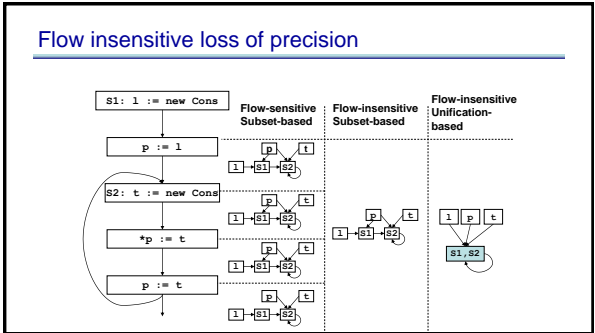 Flow insensitive loss of precision
S1: l := new Cons
p := l
S2: t := new Cons
*p := t
p := t
Flow-sensitive
Subset-based
p t
l S1 S2
p t
l S1 S2
p t
l S1 S2
p t
l S1 S2
Flow-insensitive
Subset-based
p t
l S1 S2
Flow-insensitive
Unification-
based
l p t
S1,S2